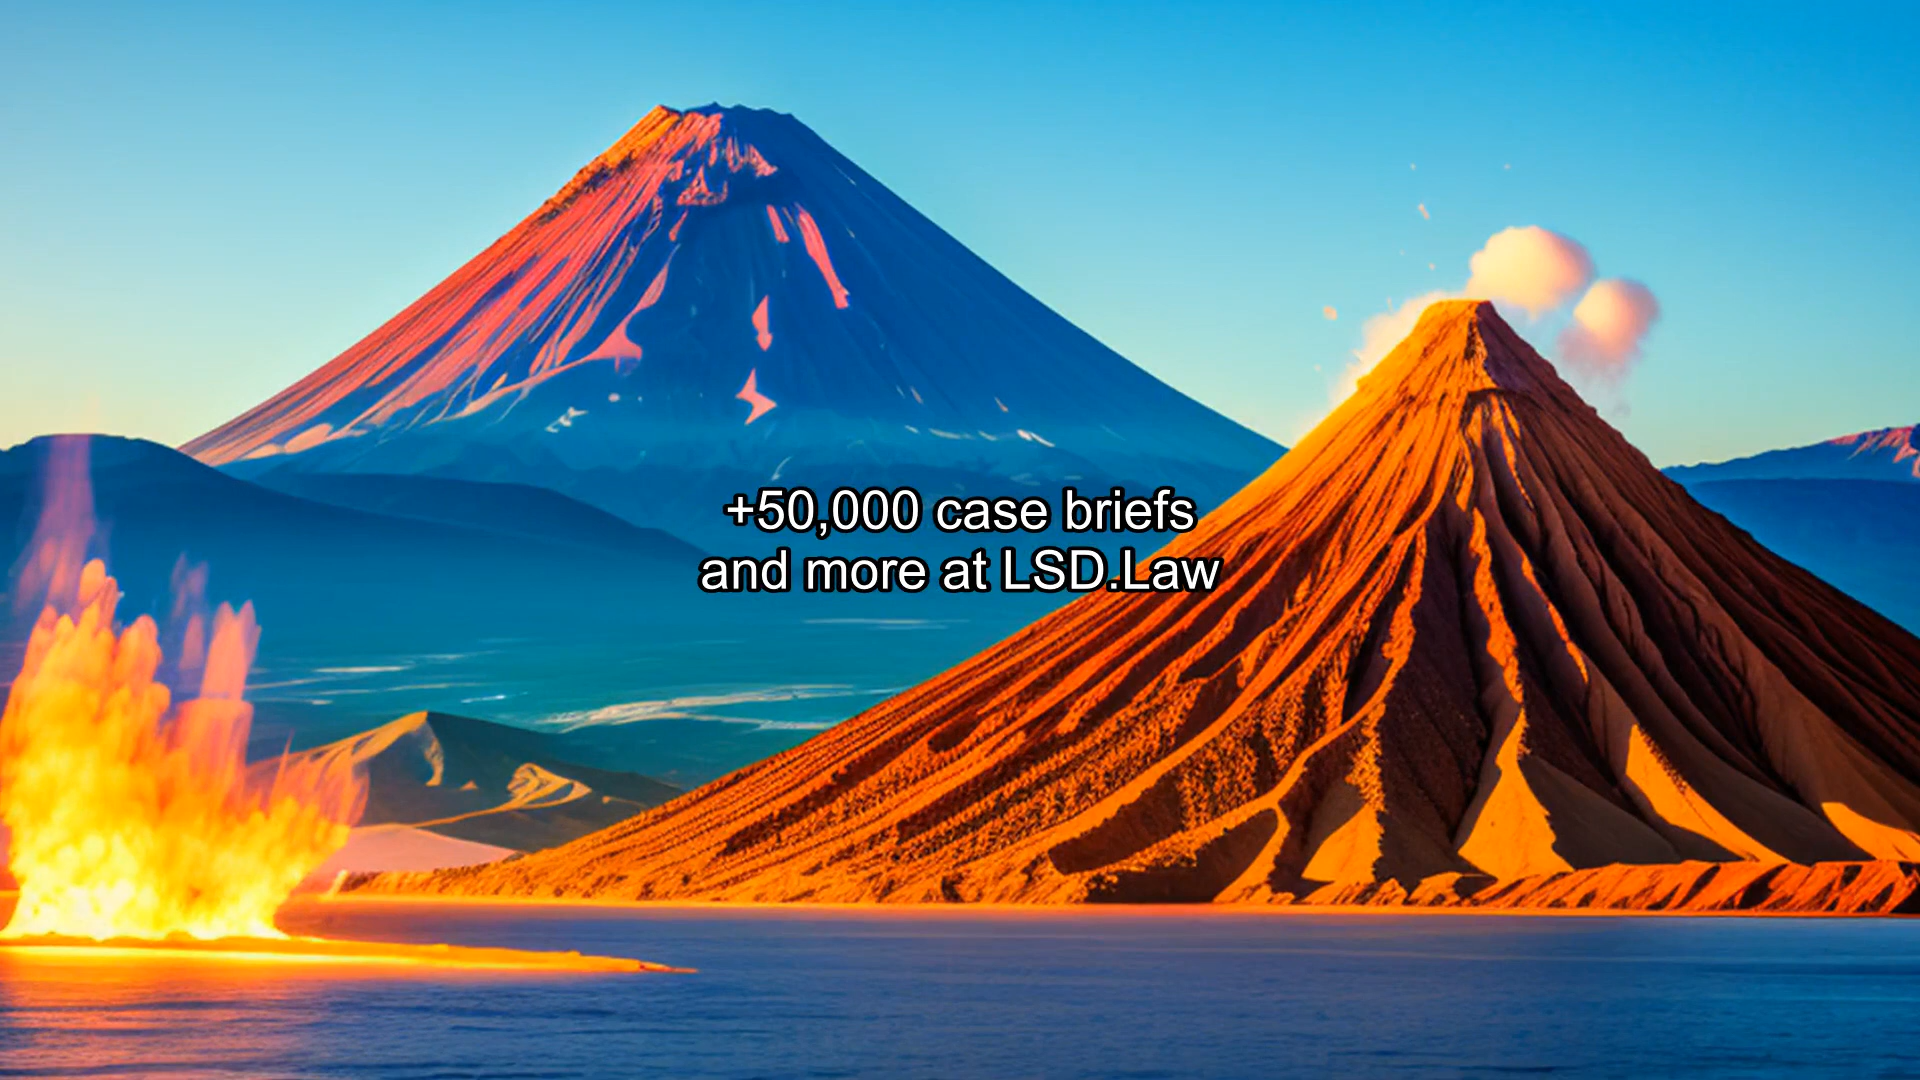 +50,000 case briefs
and more at LSD.Law